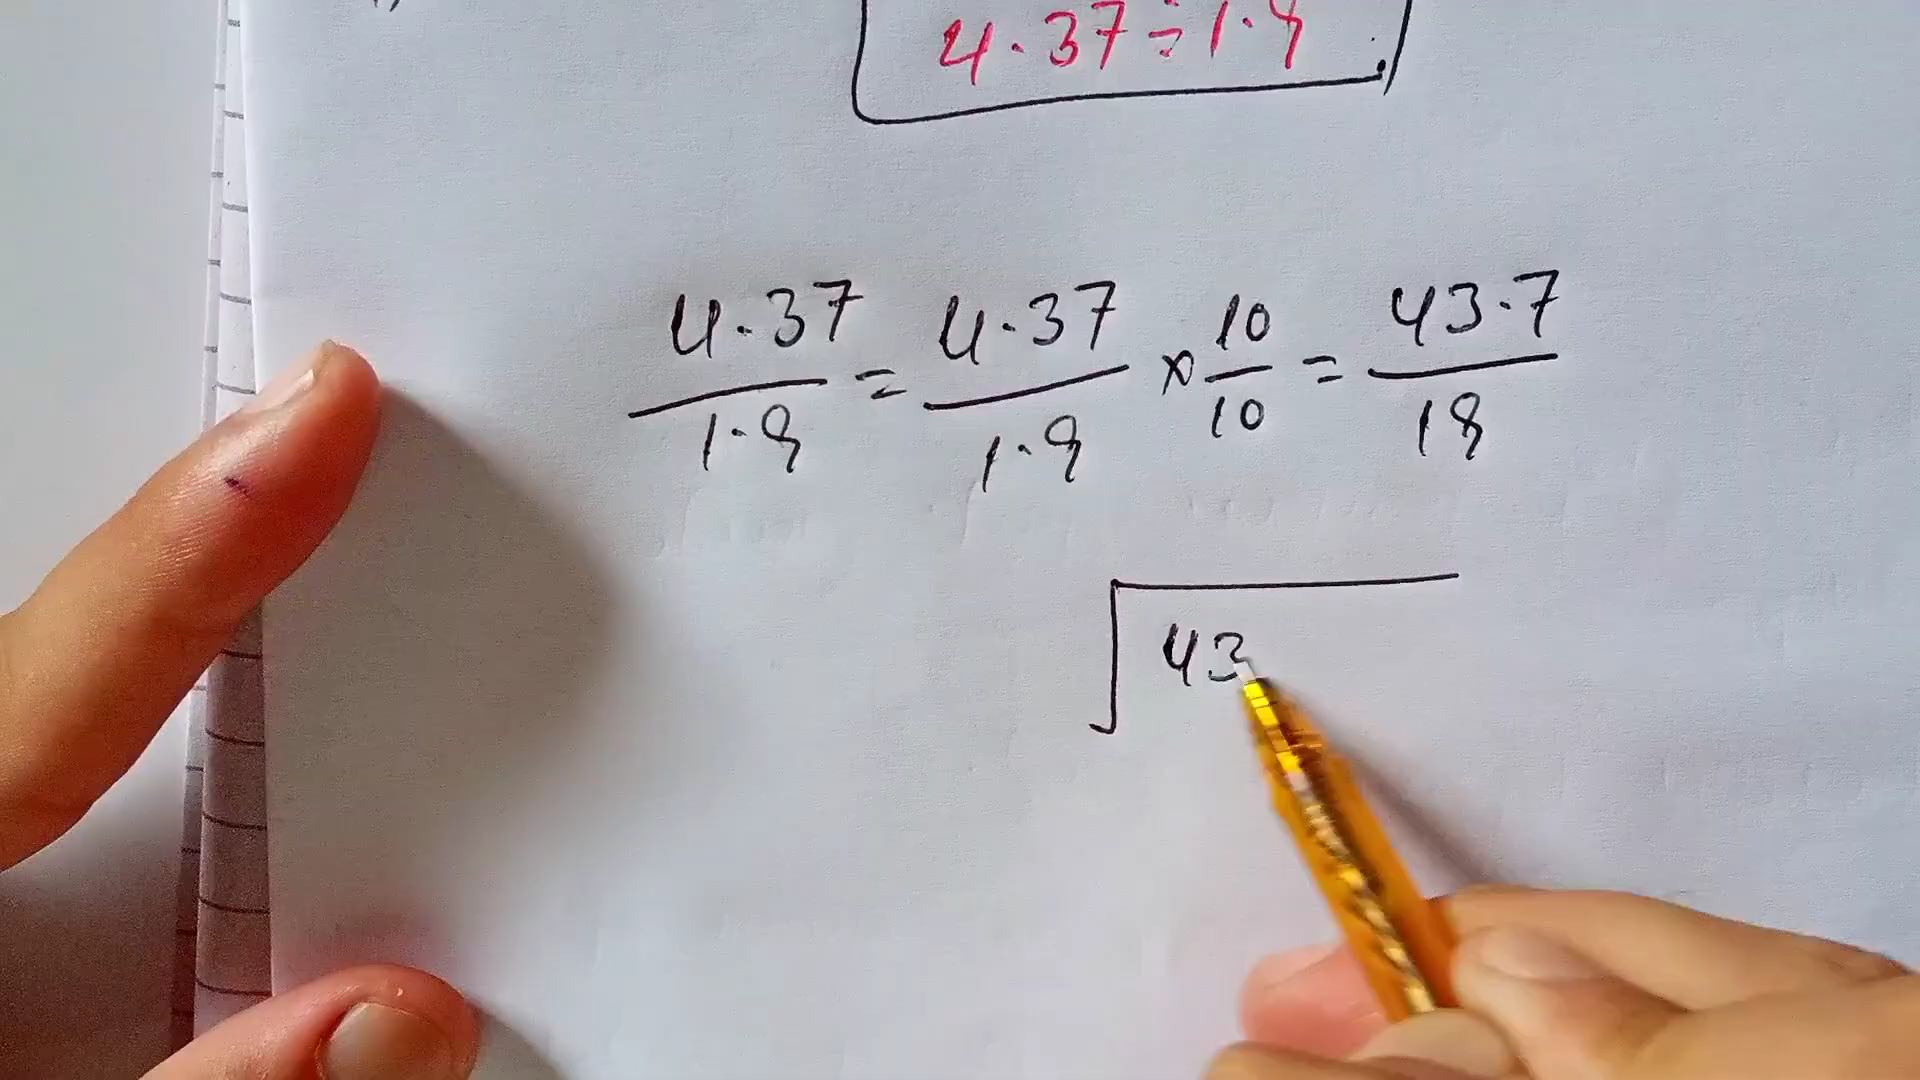 4.37÷1.9
4.37 = 4.37 × 10 = 43.7
1.9 1.9 10 19
43